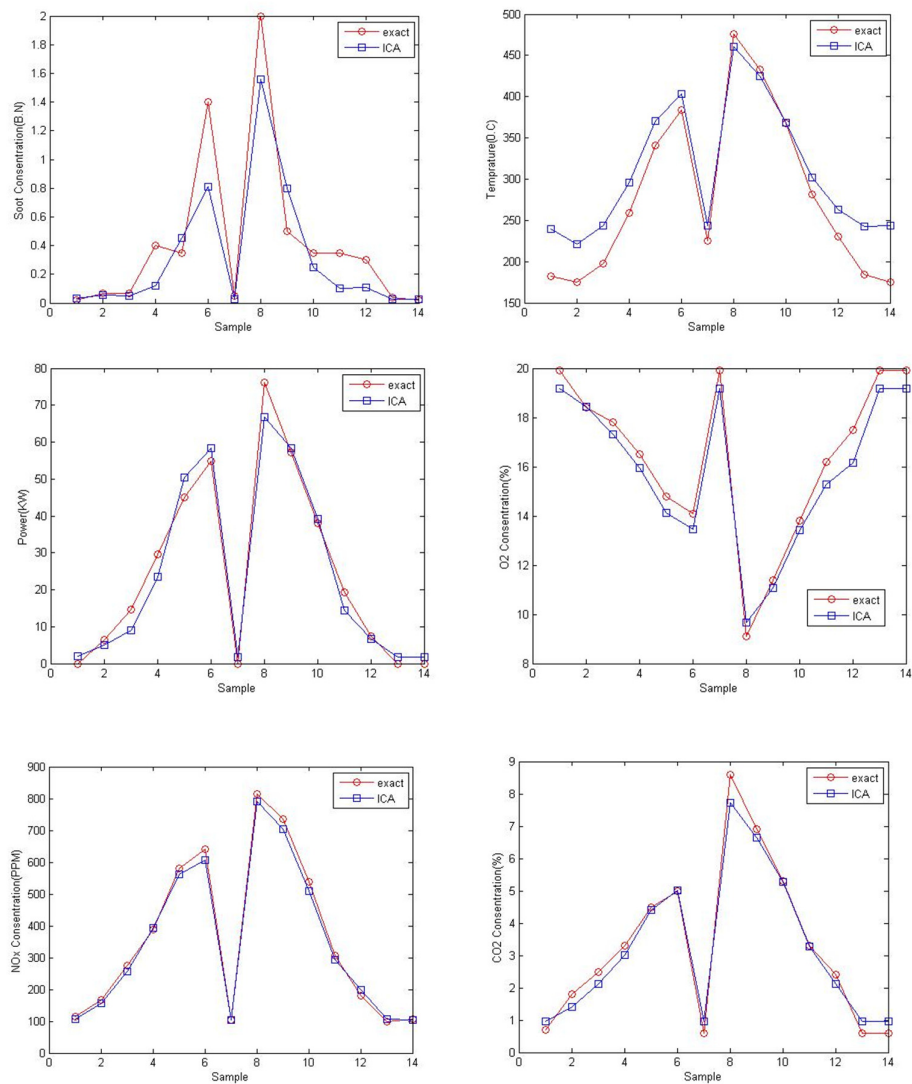 2
1.8
1.6
1.4
1.2
1
0.8
0.6
0.4
0.2
0
0 2 4 6 8 10 12 14
Sample
Soot Consentration(B.N)
exact
ICA
500
450
400
350
300
250
200
150
0 2 4 6 8 10 12 14
Sample
Temprature(0.C)
exact
ICA
80
70
60
50
40
30
20
10
0
0 2 4 6 8 10 12 14
Sample
Power(KW)
exact
ICA
20
18
16
14
12
10
8
0 2 4 6 8 10 12 14
Sample
O2 Consentration(%)
exact
ICA
900
800
700
600
500
400
300
200
100
0
0 2 4 6 8 10 12 14
Sample
NOx Consentration(PPM)
exact
ICA
9
8
7
6
5
4
3
2
1
0
0 2 4 6 8 10 12 14
Sample
CO2 Consentration(%)
exact
ICA